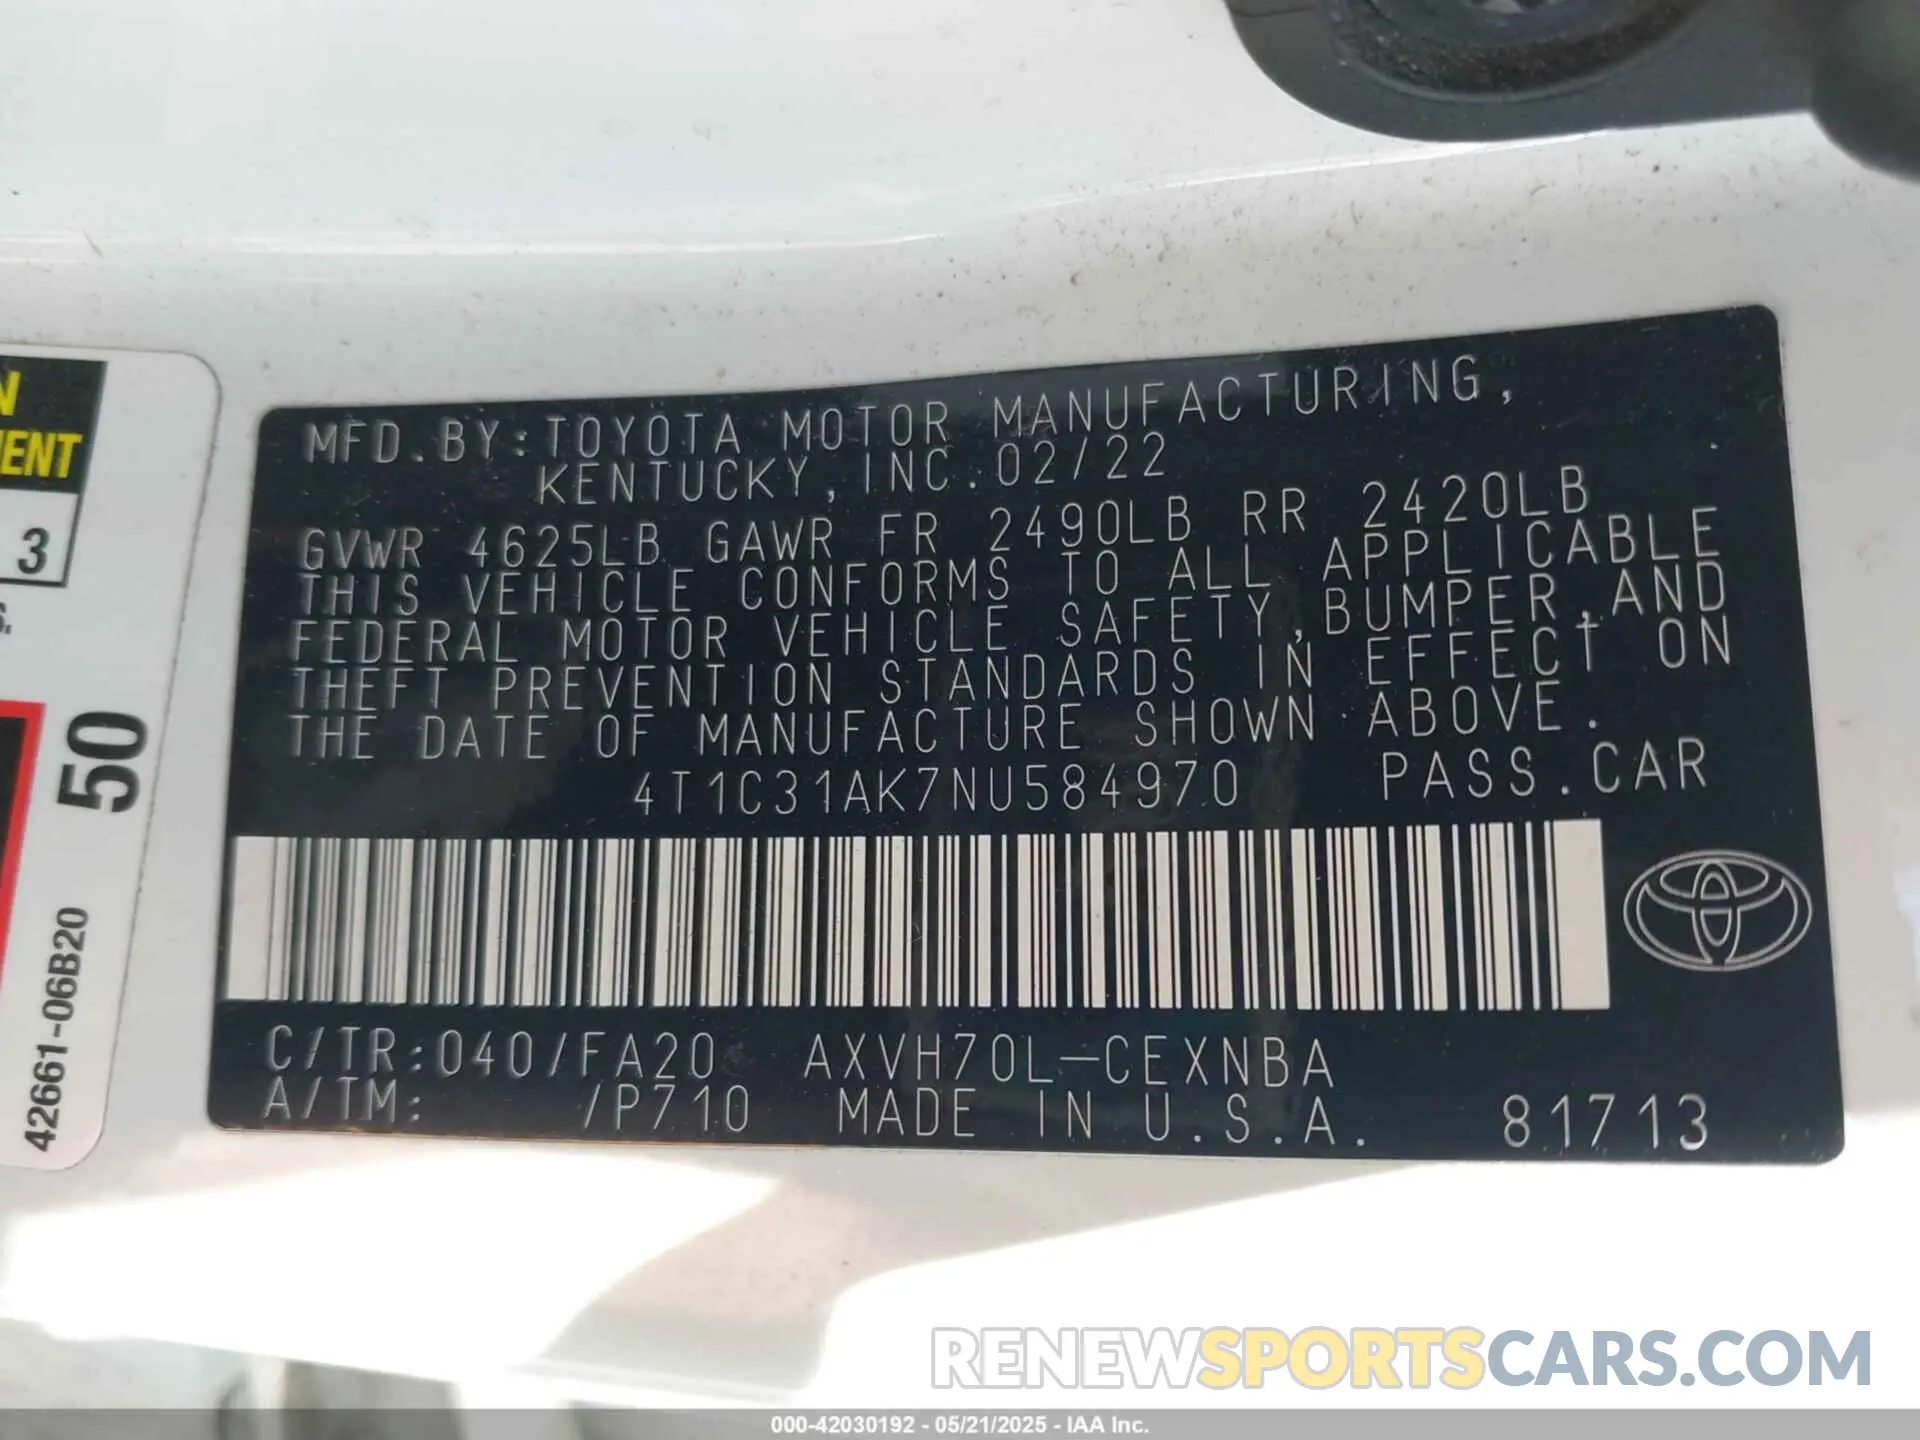 MFD.BY:TOYOTA MOTOR MANUFACTURING,
KENTUCKY,INC.02/22
GVWR 4625LB GAWR FR 2490LB RR 2420LB
THIS VEHICLE CONFORMS TO ALL APPLICABLE
FEDERAL MOTOR VEHICLE SAFETY,BUMPER,AND
THEFT PREVENTION STANDARDS IN EFFECT ON
THE DATE OF MANUFACTURE SHOWN ABOVE.
4T1C31AK7NU584970 PASS.CAR
C/TR:040/FA20 AXVH70L-CEXNBA
A/TM: /P710 MADE IN U.S.A. 81713
3
50
42661-06B20
RENEWSPORTSCARS.COM
000-42030192 - 05/21/2025 - IAA Inc.